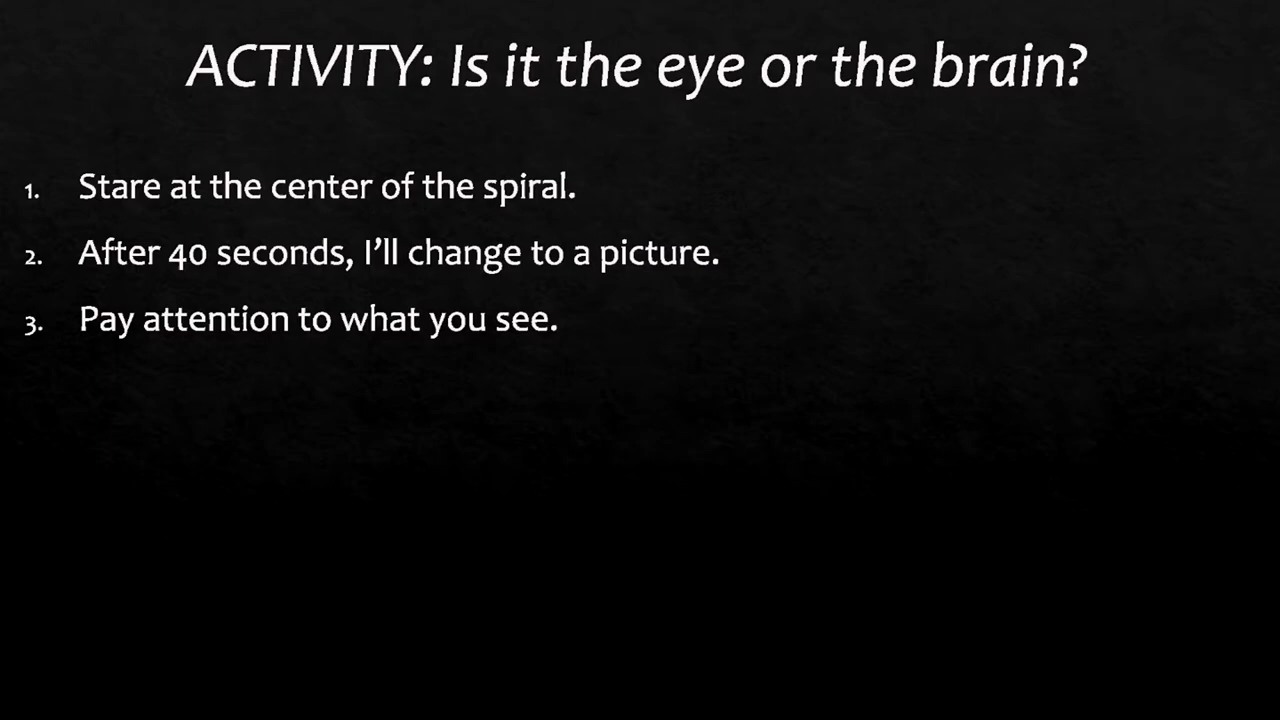 ACTIVITY: Is it the eye or the brain?
1. Stare at the center of the spiral.
2. After 40 seconds, I’ll change to a picture.
3. Pay attention to what you see.